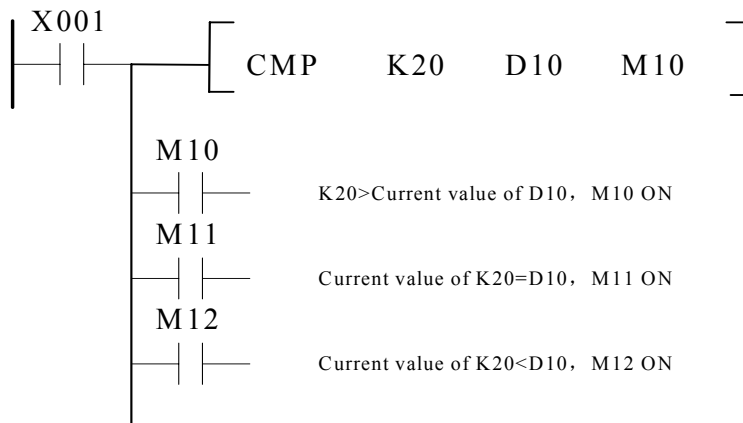 X001
CMP K20 D10 M10
M10
K20>Current value of D10，M10 ON
M11
Current value of K20=D10，M11 ON
M12
Current value of K20<D10，M12 ON